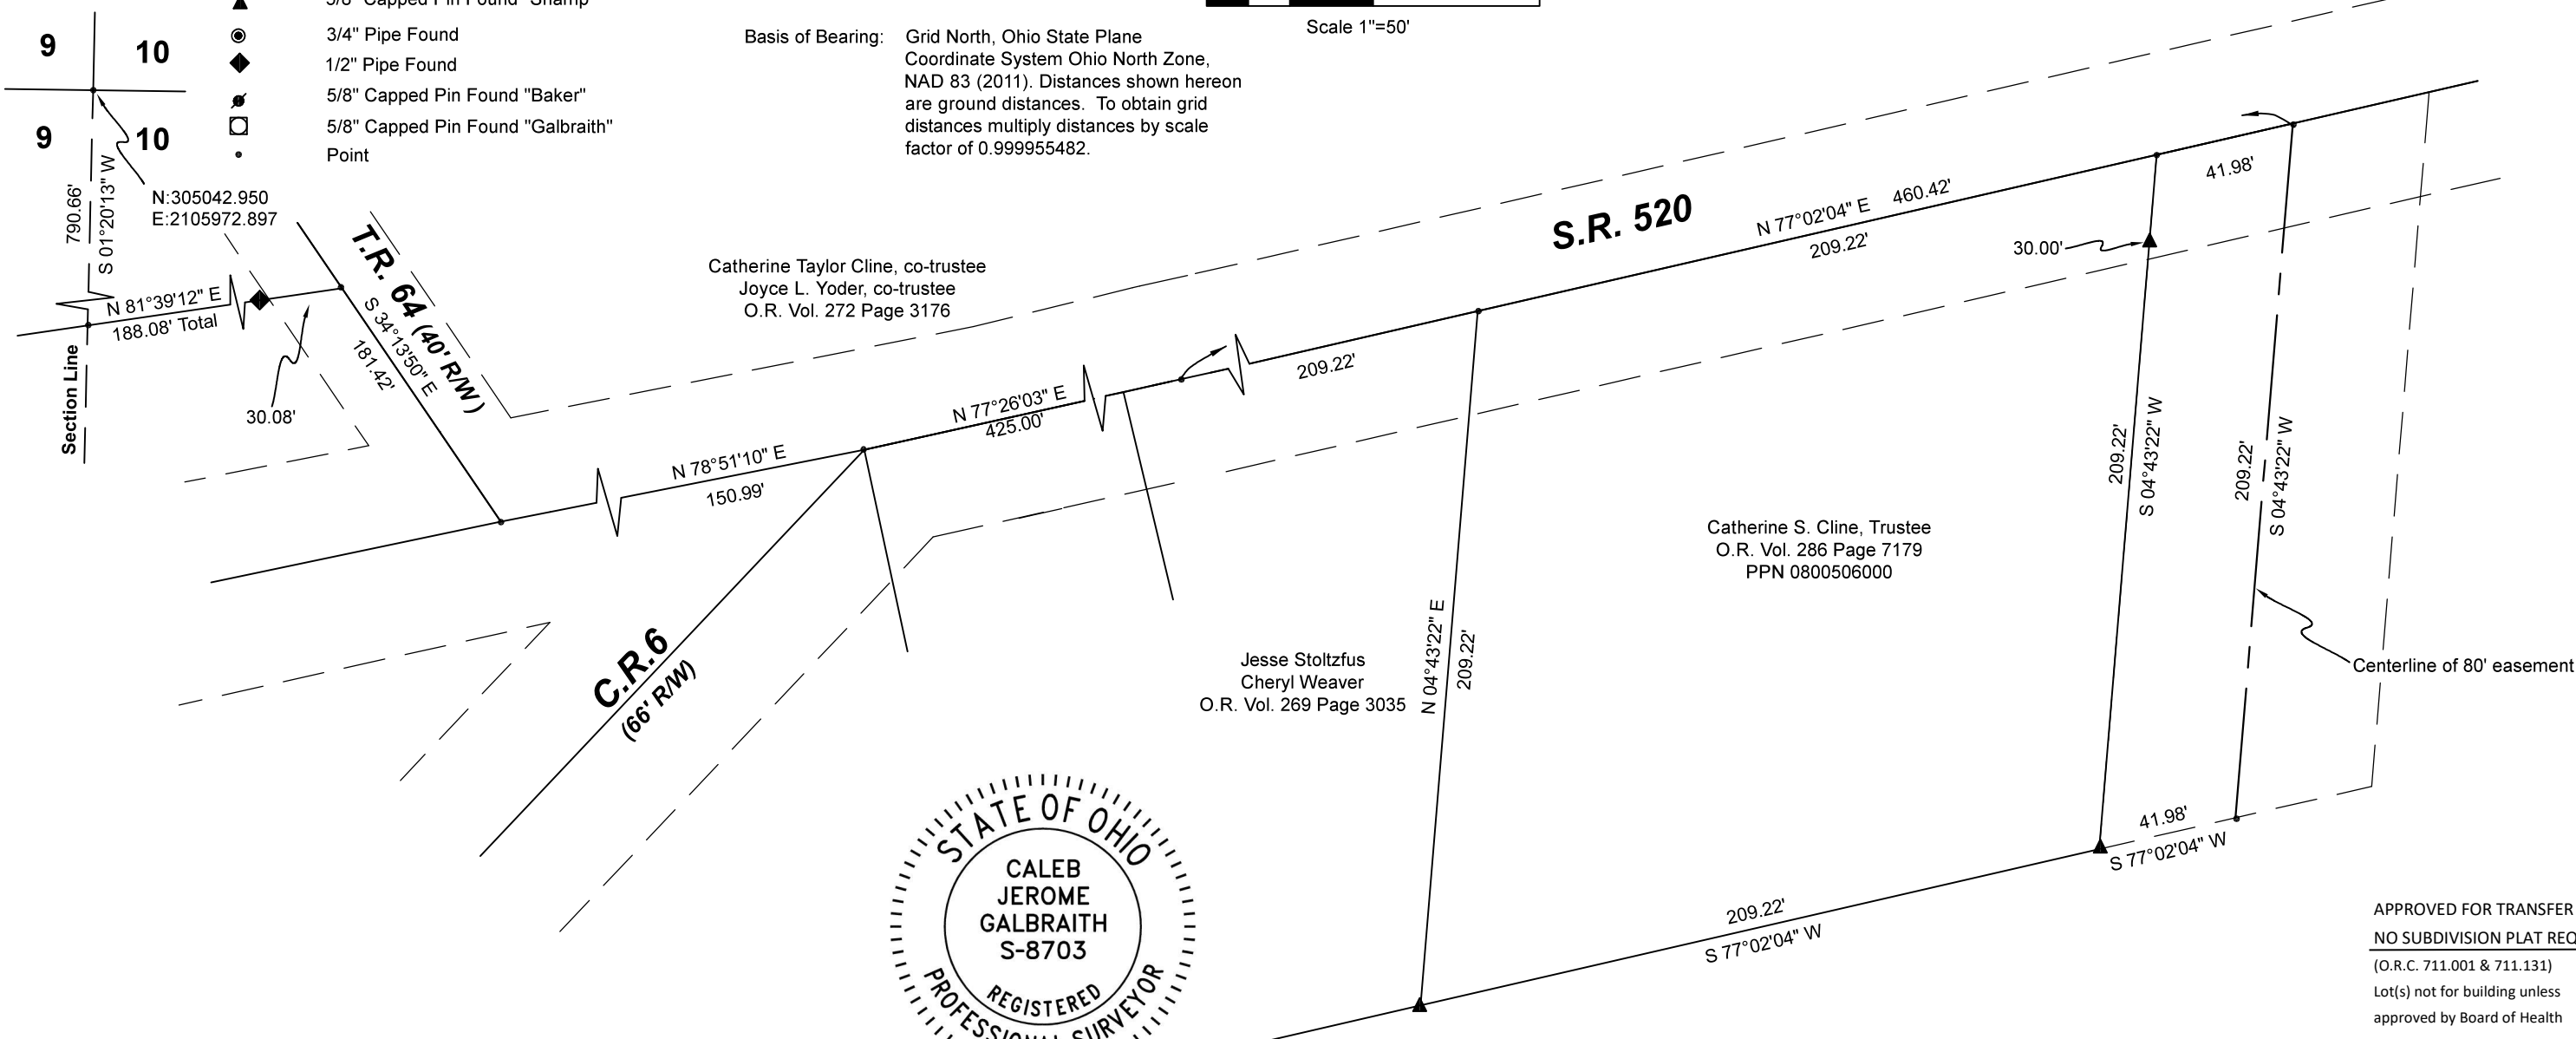 5/8" Capped Pin Found "Shamp"
3/4" Pipe Found
1/2" Pipe Found
5/8" Capped Pin Found "Baker"
5/8" Capped Pin Found "Galbraith"
Point
9
10
9
10
790.66'
S 01°20'13" W
N:305042.950
E:2105972.897
N 81°39'12" E
188.08' Total
Section Line
30.08'
T.R. 64 (40' R/W)
S 34°13'50" E
181.42'
Basis of Bearing: Grid North, Ohio State Plane
Coordinate System Ohio North Zone,
NAD 83 (2011). Distances shown hereon
are ground distances. To obtain grid
distances multiply distances by scale
factor of 0.999955482.
Scale 1"=50'
Catherine Taylor Cline, co-trustee
Joyce L. Yoder, co-trustee
O.R. Vol. 272 Page 3176
N 78°51'10" E
150.99'
N 77°26'03" E
425.00'
209.22'
S.R. 520
N 77°02'04" E 460.42'
209.22'
41.98'
30.00'
C.R.6
(66' R/W)
Jesse Stoltzfus
Cheryl Weaver
O.R. Vol. 269 Page 3035
N 04°43'22" E
209.22'
Catherine S. Cline, Trustee
O.R. Vol. 286 Page 7179
PPN 0800506000
209.22'
S 04°43'22" W
209.22'
S 04°43'22" W
Centerline of 80' easement
41.98'
S 77°02'04" W
209.22'
S 77°02'04" W
STATE OF OHIO
CALEB
JEROME
GALBRAITH
S-8703
REGISTERED
PROFESSIONAL SURVEYOR
APPROVED FOR TRANSFER
NO SUBDIVISION PLAT REQ
(O.R.C. 711.001 & 711.131)
Lot(s) not for building unless
approved by Board of Health